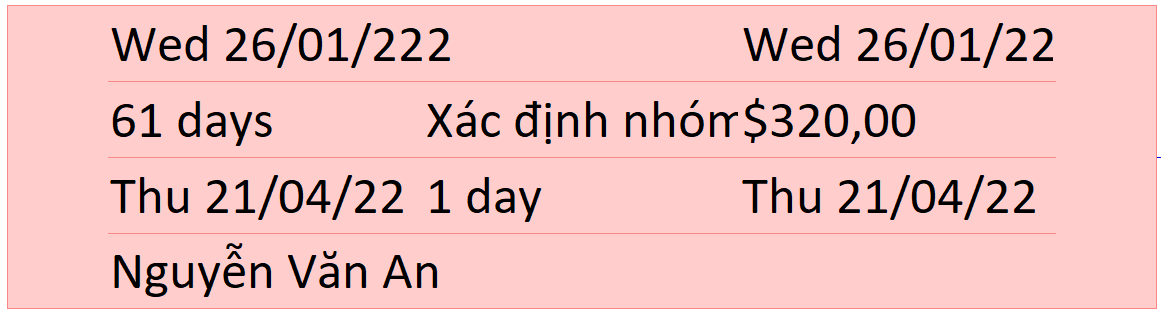 Wed 26/01/222 Wed 26/01/22
61 days Xác định nhóm $320,00
Thu 21/04/22 1 day Thu 21/04/22
Nguyễn Văn An